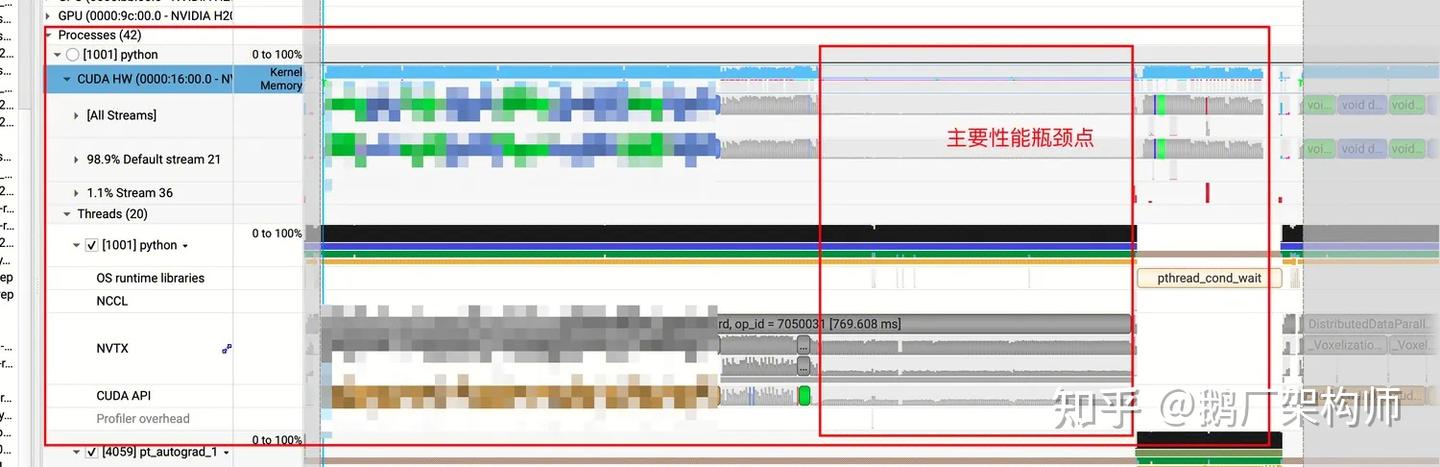 GPU (0000:9c:00.0 - NVIDIA H20
Processes (42)
[1001] python
0 to 100%
CUDA HW (0000:16:00.0 - NV
Kernel
Memory
[All Streams]
98.9% Default stream 21
1.1% Stream 36
主要性能瓶颈点
voi...
void d...
void...
voi...
void d...
void...
Threads (20)
0 to 100%
[1001] python
OS runtime libraries
pthread_cond_wait
NCCL
NVTX
rd, op_id = 7050031 [769.608 ms]
DistributedDataParall
_Voxelizatio...
_Voxel...
...
...
CUDA API
Profiler overhead
0 to 100%
[4059] pt_autograd_1
知乎 @鹅厂架构师